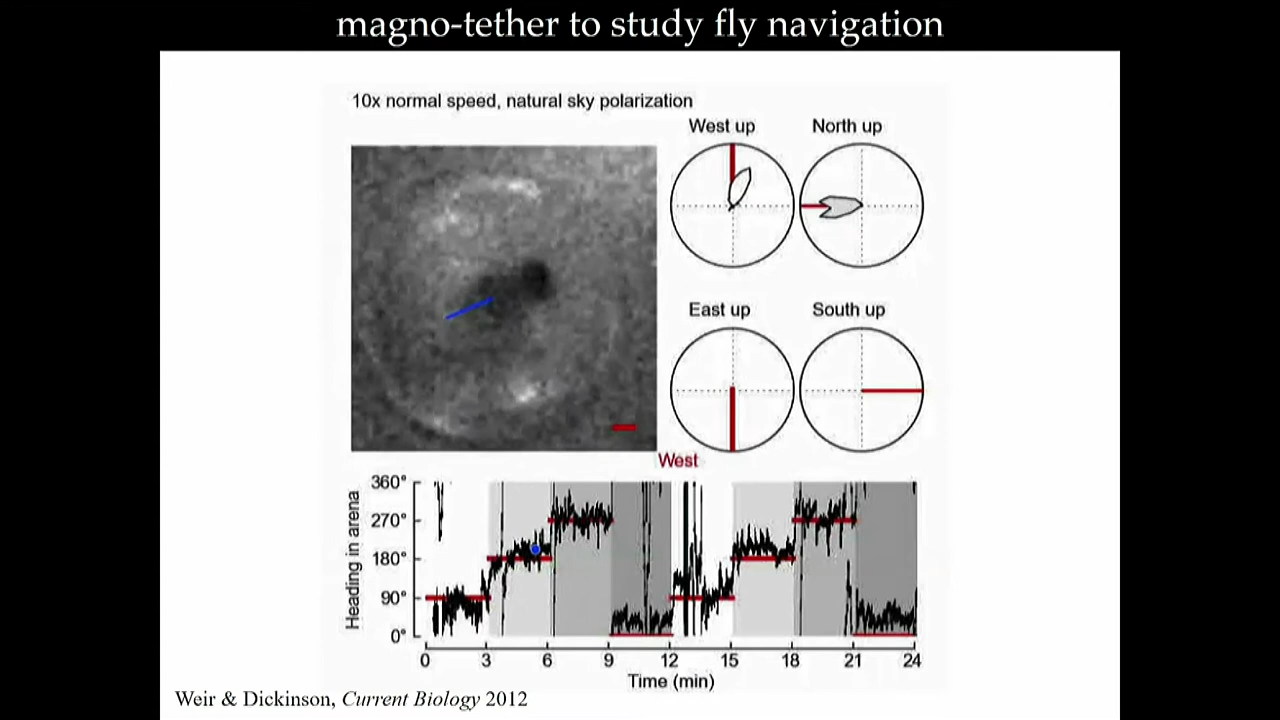 magno-tether to study fly navigation
10x normal speed, natural sky polarization
West up
North up
East up
South up
West
Heading in arena
360°
270°
180°
90°
0°
0 3 6 9 12 15 18 21 24
Time (min)
Weir & Dickinson, Current Biology 2012